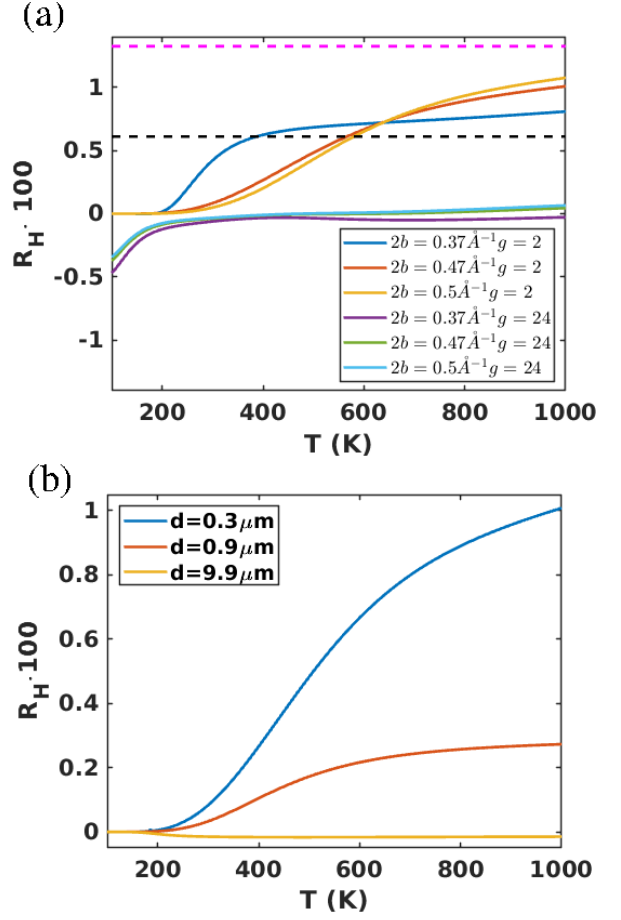 (a)
1
0.5
0
-0.5
-1
R_H· 100
2b = 0.37Å⁻¹g = 2
2b = 0.47Å⁻¹g = 2
2b = 0.5Å⁻¹g = 2
2b = 0.37Å⁻¹g = 24
2b = 0.47Å⁻¹g = 24
2b = 0.5Å⁻¹g = 24
200 400 600 800 1000
T (K)
(b)
1
0.8
0.6
0.4
0.2
0
R_H·100
d=0.3μm
d=0.9μm
d=9.9μm
200 400 600 800 1000
T (K)